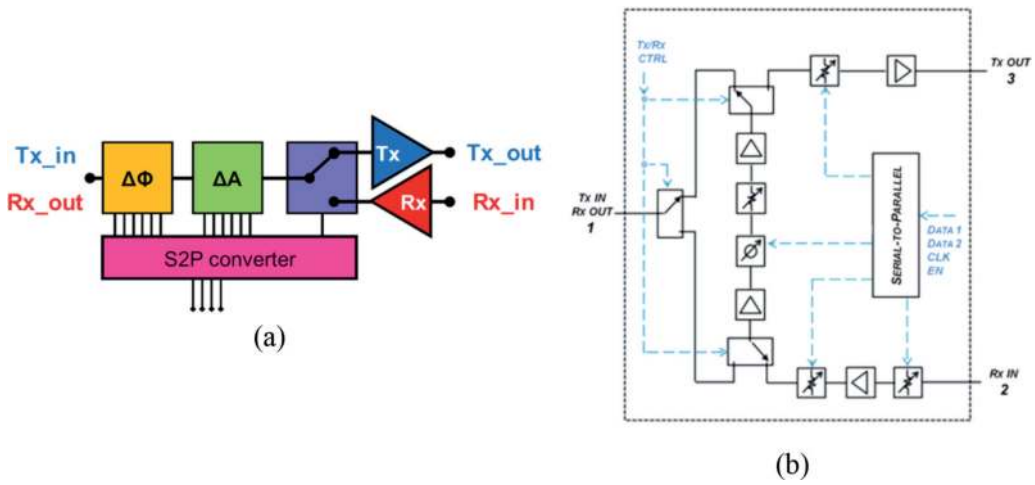 Tx_in
Rx_out
ΔΦ
ΔA
Tx
Rx
Tx_out
Rx_in
S2P converter
(a)
Tx/Rx
CTRL
Tx OUT
3
Tx IN
Rx OUT
1
SERIAL-TO-PARALLEL
DATA 1
DATA 2
CLK
EN
Rx IN
2
(b)